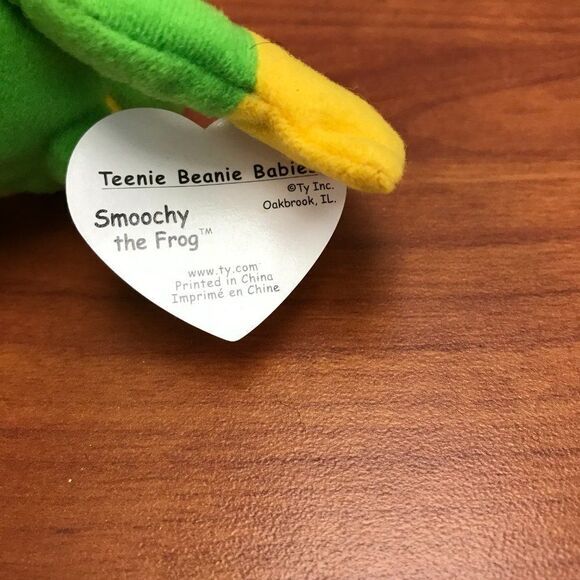 Teenie Beanie Babies
©Ty Inc.
Oakbrook, IL.
Smoochy
the Frog™
www.ty.com
Printed in China
Imprimé en Chine